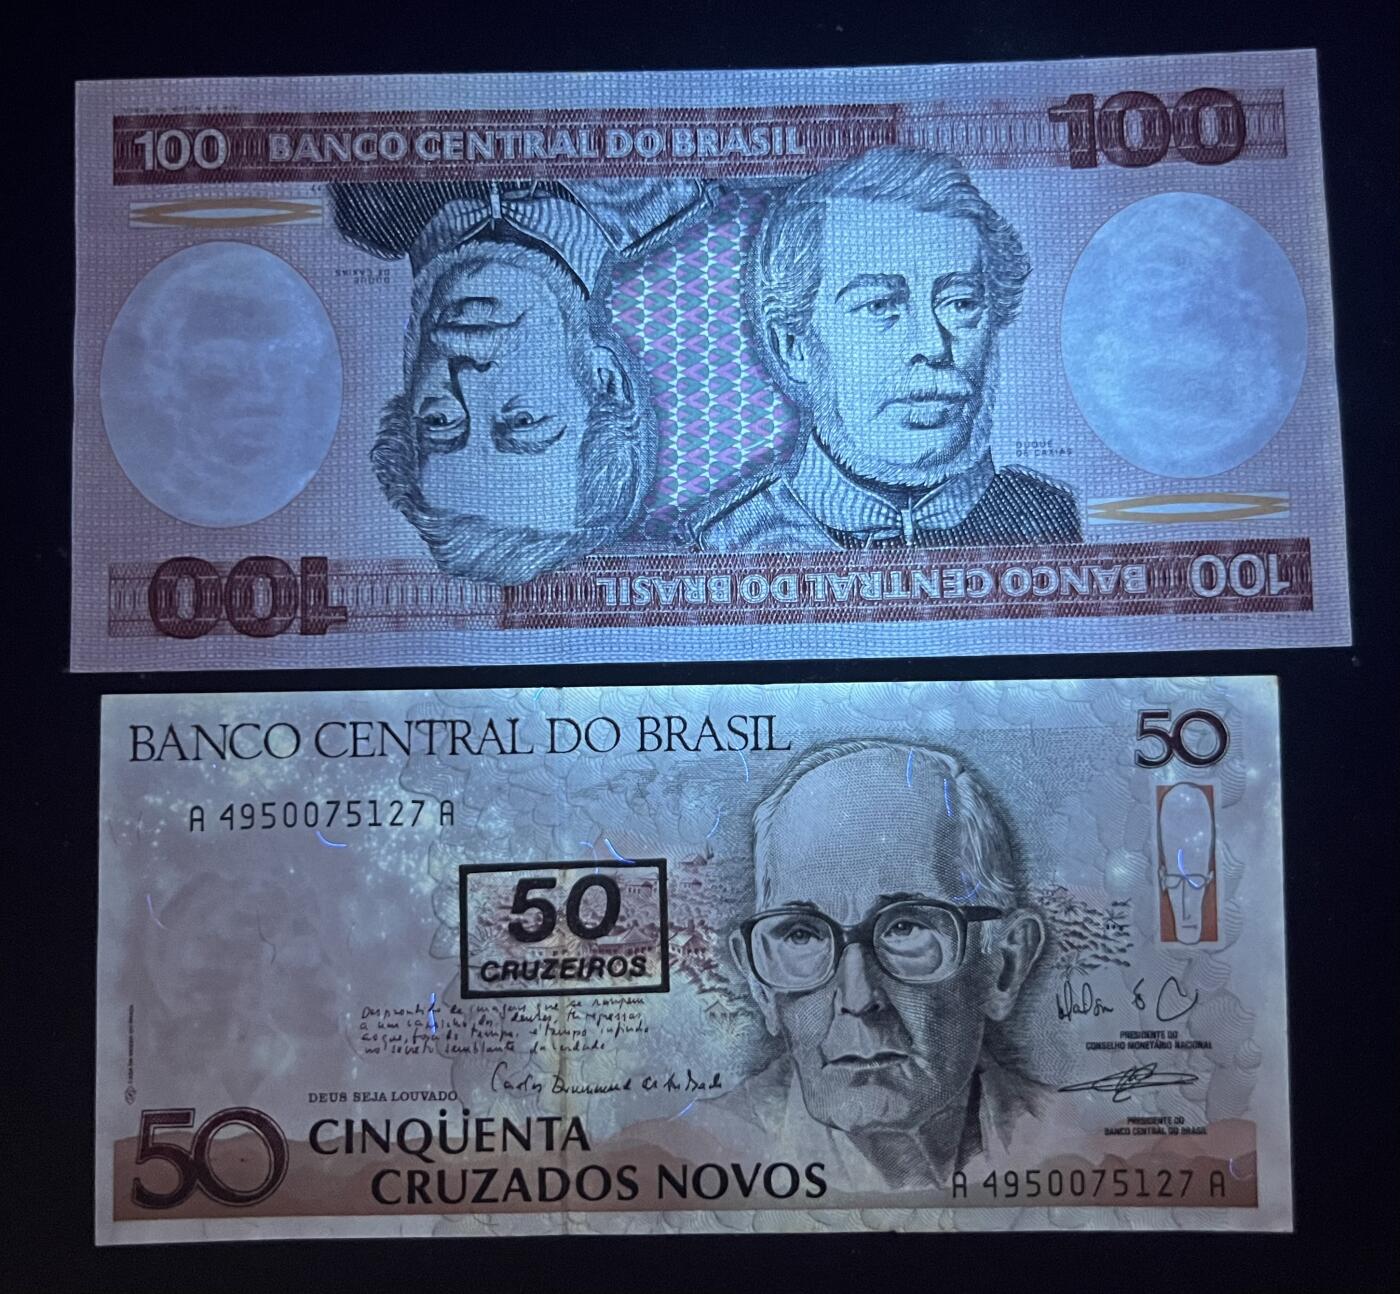 100 BANCO CENTRAL DO BRASIL 100
DUQUE
DE CAXIAS
DUQUE
DE CAXIAS
100 BANCO CENTRAL DO BRASIL 100
BANCO CENTRAL DO BRASIL 50
A 4950075127 A
50
CRUZEIROS
PRESIDENTE DO
CONSELHO MONETÁRIO NACIONAL
DEUS SEJA LOUVADO
PRESIDENTE DO
BANCO CENTRAL DO BRASIL
50 CINQÜENTA
CRUZADOS NOVOS
A 4950075127 A